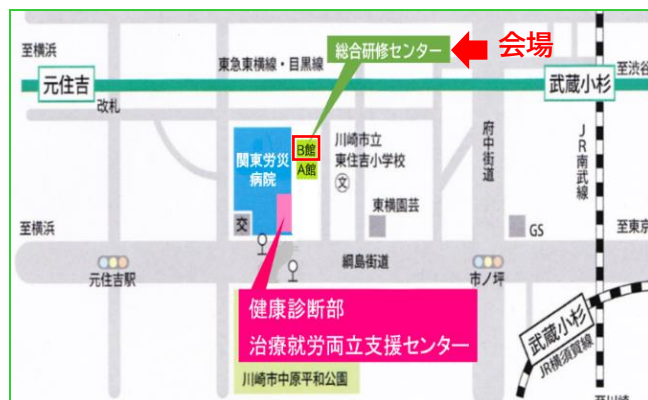 総合研修センター
会場
至横浜
元住吉
東急東横線・目黒線
武蔵小杉
至渋谷
改札
B館
A館
関東労災
病院
川崎市立
東住吉小学校
文
府中街道
JR南武線
東横園芸
交
GS
至横浜
至東京
元住吉駅
綱島街道
市ノ坪
健康診断部
治療就労両立支援センター
武蔵小杉
JR横須賀線
川崎市中原平和公園
至川崎